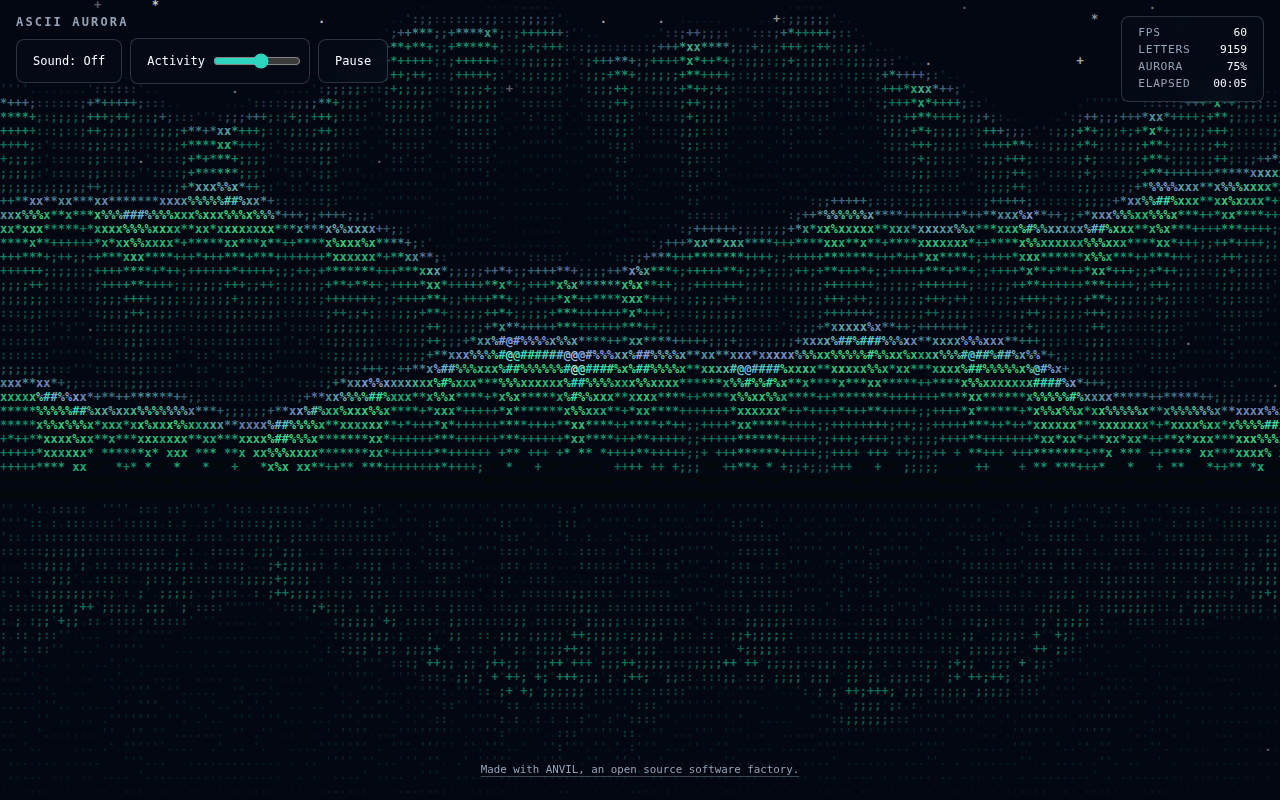 ASCII AURORA
Sound: Off
Activity
Pause
FPS 60
LETTERS 9159
AURORA 75%
ELAPSED 00:05
Made with ANVIL, an open source software factory.